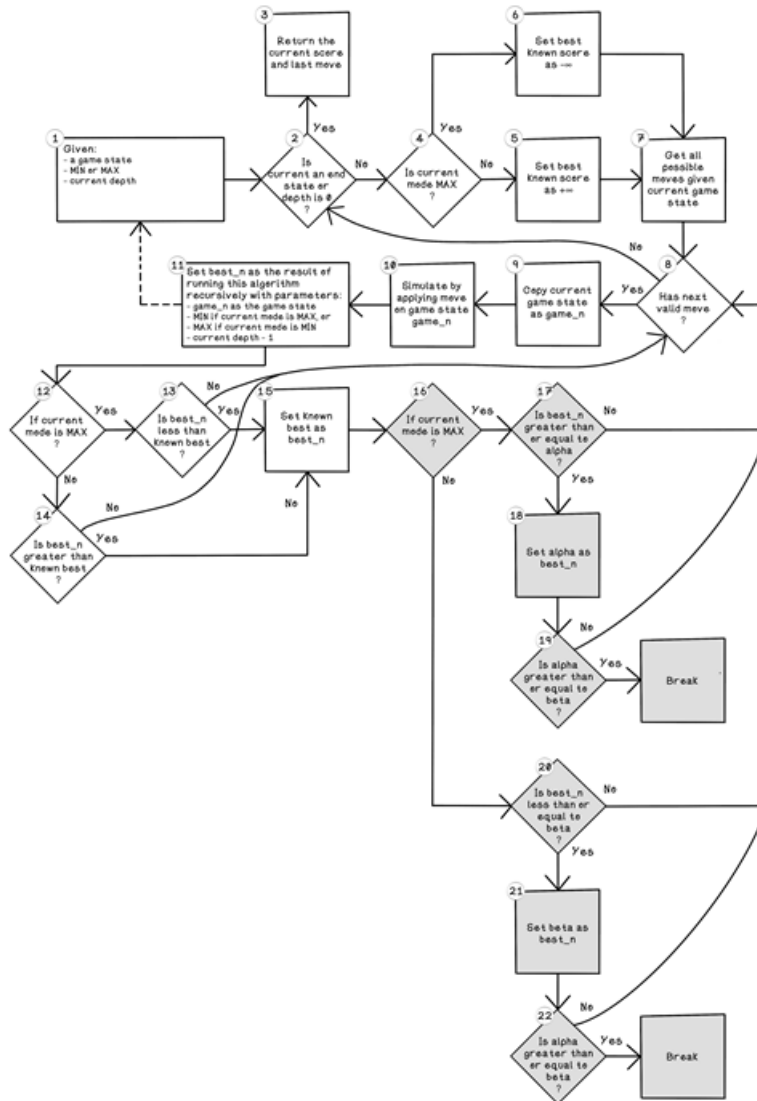 3
Return the
current score
and last move
6
Set best
known score
as -∞
1
Given:
- a game state
- MIN or MAX
- current depth
2
Is
current an end
state or
depth is 0
?
Yes
No
4
Is current
mode MAX
?
Yes
No
5
Set best
known score
as +∞
7
Get all
possible
moves given
current game
state
8
Has next
valid move
?
No
Yes
9
Copy current
game state
as game_n
10
Simulate by
applying move
on game state
game_n
11
Set best_n as the result of
running this algorithm
recursively with parameters:
- game_n as the game state
- MIN if current mode is MAX, or
- MAX if current mode is MIN
- current depth - 1
12
If current
mode is MAX
?
Yes
No
13
Is best_n
less than
known best
?
No
Yes
14
Is best_n
greater than
known best
?
No
Yes
No
15
Set known
best as
best_n
16
If current
mode is MAX
?
Yes
No
17
Is best_n
greater than
or equal to
alpha
?
No
Yes
18
Set alpha as
best_n
19
Is alpha
greater than
or equal to
beta
?
No
Yes
Break
20
Is best_n
less than or
equal to
beta
?
No
Yes
21
Set beta as
best_n
22
Is alpha
greater than
or equal to
beta
?
No
Yes
Break